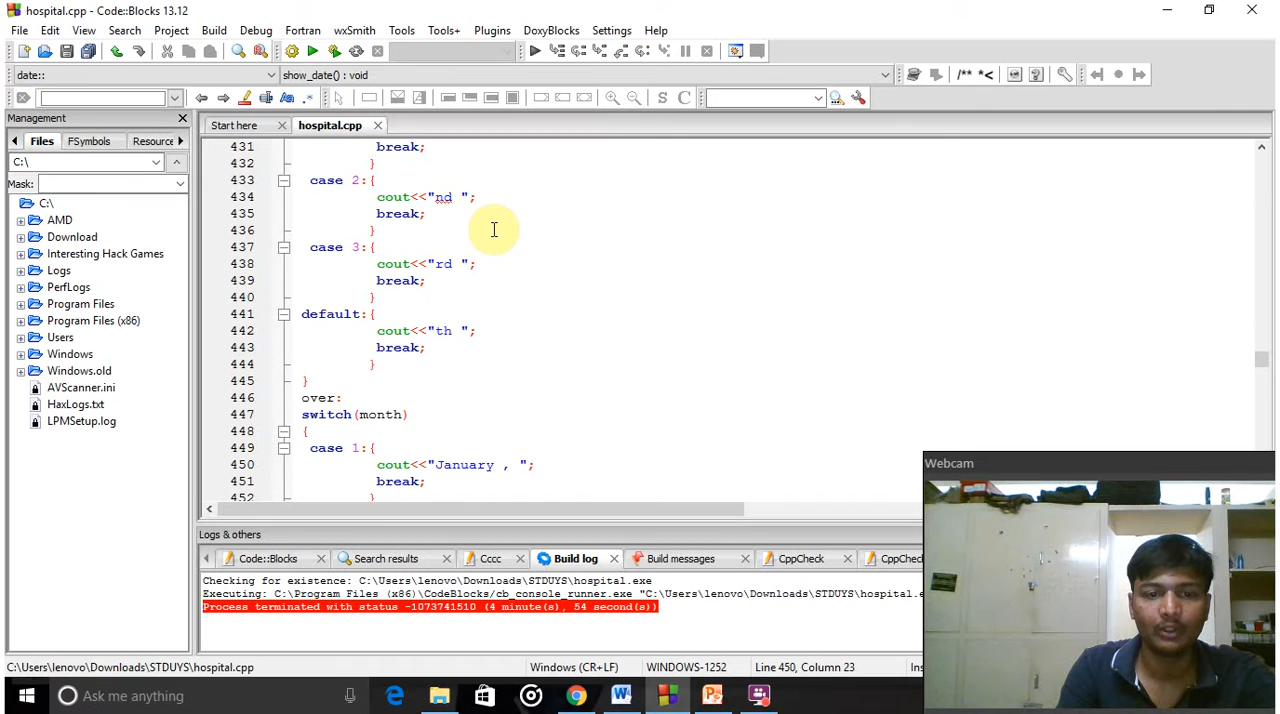 hospital.cpp - Code::Blocks 13.12
File Edit View Search Project Build Debug Fortran wxSmith Tools Tools+ Plugins DoxyBlocks Settings Help
date:: show_date() : void
/** *<
S C
Management
Start here hospital.cpp
Files FSymbols Resource
C:\
Mask:
C:\
AMD
Download
Interesting Hack Games
Logs
PerfLogs
Program Files
Program Files (x86)
Users
Windows
Windows.old
AVScanner.ini
HaxLogs.txt
LPMSetup.log
431 break;
432 }
433 case 2:{
434 cout<<"nd ";
435 break;
436 }
437 case 3:{
438 cout<<"rd ";
439 break;
440 }
441 default:{
442 cout<<"th ";
443 break;
444 }
445 }
446 over:
447 switch(month)
448 {
449 case 1:{
450 cout<<"January , ";
451 break;
452 }
Logs & others
Code::Blocks Search results Cccc Build log Build messages CppCheck CppChec
Checking for existence: C:\Users\lenovo\Downloads\STDUYS\hospital.exe
Executing: C:\Program Files (x86)\CodeBlocks/cb_console_runner.exe "C:\Users\lenovo\Downloads\STDUYS\hospital.e
Process terminated with status -1073741510 (4 minute(s), 54 second(s))
C:\Users\lenovo\Downloads\STDUYS\hospital.cpp Windows (CR+LF) WINDOWS-1252 Line 450, Column 23 Ins
Webcam
Ask me anything